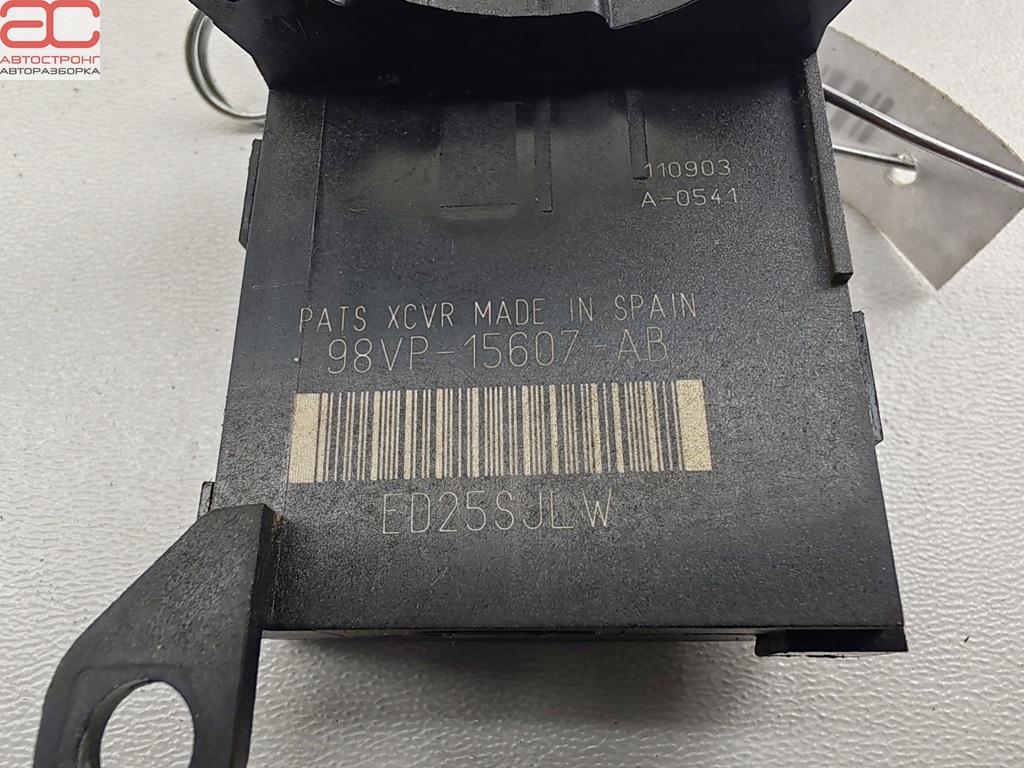 АС
АВТОСТРОНГ
АВТОРАЗБОРКА
110903
A-0541
PATS XCVR MADE IN SPAIN
98VP-15607-AB
ED25SJLW